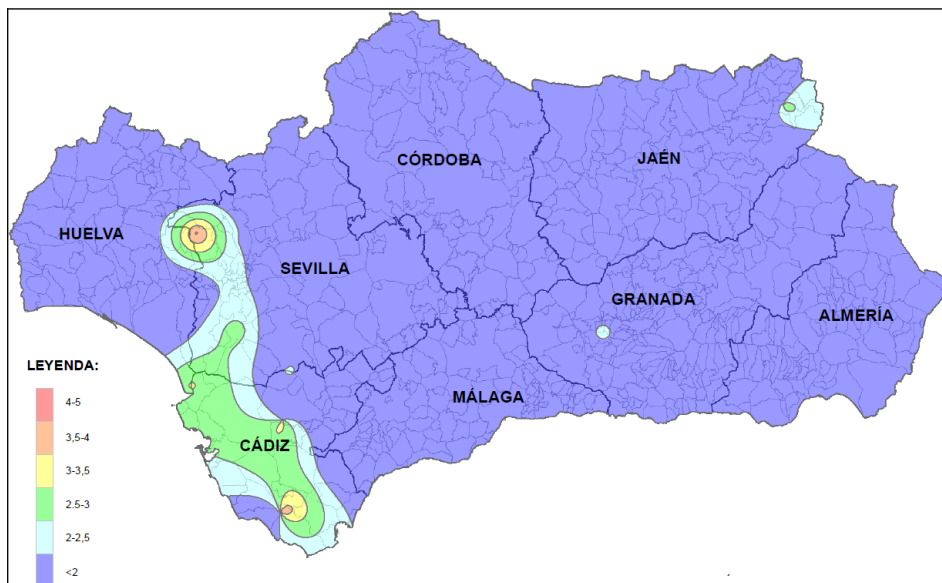 CÓRDOBA
JAÉN
HUELVA
SEVILLA
GRANADA
ALMERÍA
LEYENDA:
MÁLAGA
4-5
3,5-4
CÁDIZ
3-3,5
2.5-3
2-2,5
<2